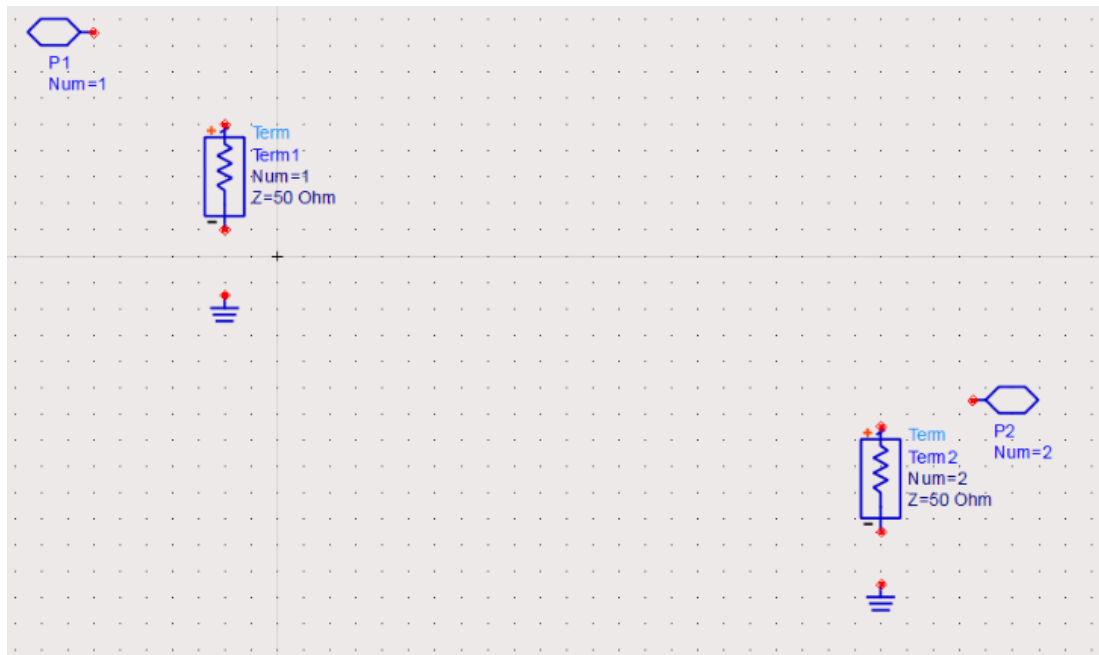 P1
Num=1
Term
Term1
Num=1
Z=50 Ohm
P2
Num=2
Term
Term2
Num=2
Z=50 Ohm